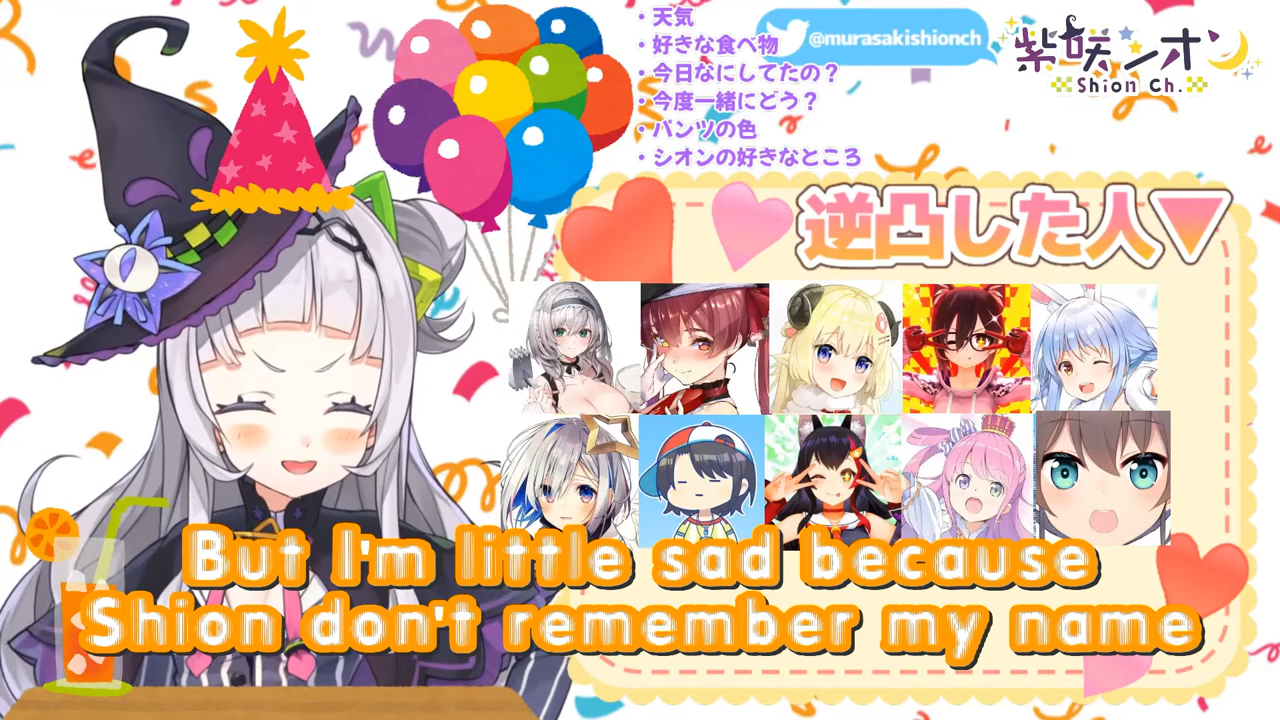 ・天気
・好きな食べ物
・今日なにしてたの？
・今度一緒にどう？
・パンツの色
・シオンの好きなところ
@murasakishionch
紫咲シオン
Shion Ch.
逆凸した人▼
But I'm little sad because
Shion don't remember my name